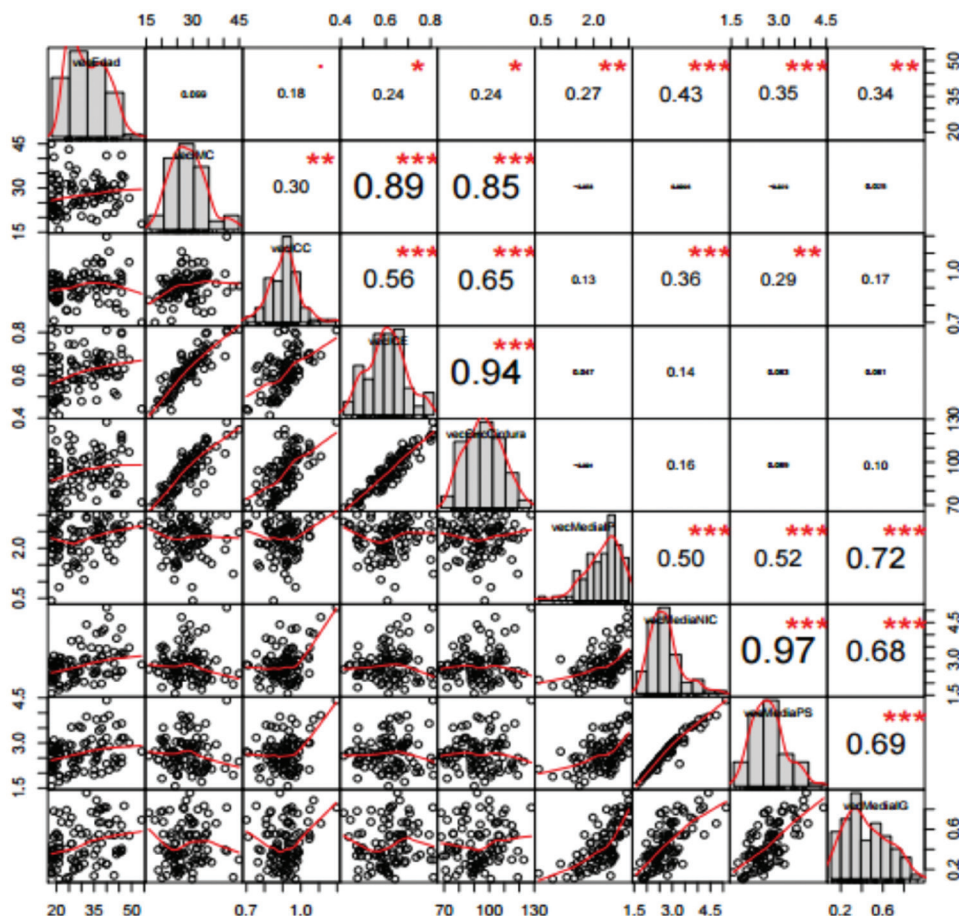 15 30 45 0.4 0.6 0.8 0.5 2.0 1.5 3.0 4.5
vecEdad 0.099 0.18 . 0.24 * 0.24 * 0.27 ** 0.43 *** 0.35 *** 0.34 ** 20 35 50
15 30 45 vecIMC 0.30 ** 0.89 *** 0.85 ***
vecICC 0.56 *** 0.65 *** 0.13 0.36 *** 0.29 ** 0.17 0.7 1.0
0.4 0.6 0.8 vecICE 0.94 *** 0.047 0.14
0.16 0.10 70 100 130
0.5 2.0 0.50 *** 0.52 *** 0.72 ***
vecMediaNIC 0.97 *** 0.68 *** 1.5 3.0 4.5
1.5 3.0 4.5 vecMediaPS 0.69 ***
vecMediaIG 0.2 0.6
20 35 50 0.7 1.0 70 100 130 1.5 3.0 4.5 0.2 0.6